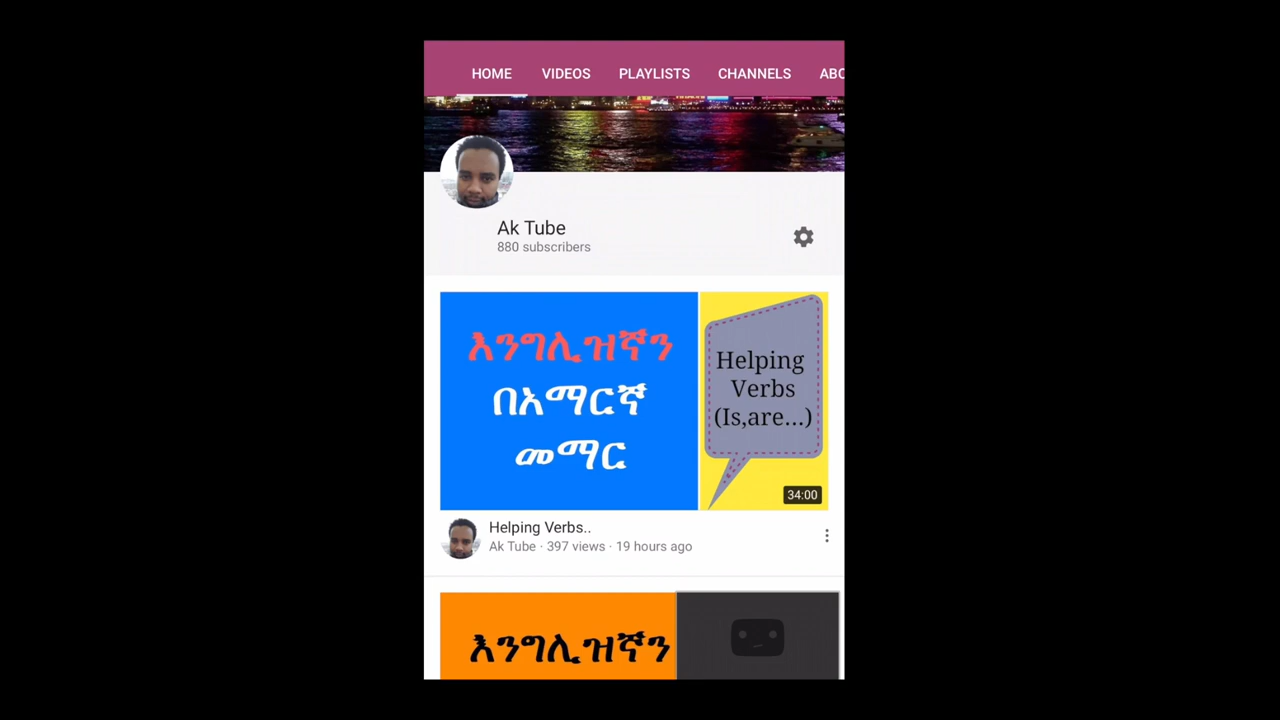 HOME VIDEOS PLAYLISTS CHANNELS
Ak Tube
880 subscribers
እንግሊዝኛን
በአማርኛ
መማር
Helping
Verbs
(Is,are...)
34:00
Helping Verbs..
Ak Tube · 397 views · 19 hours ago
እንግሊዝኛን